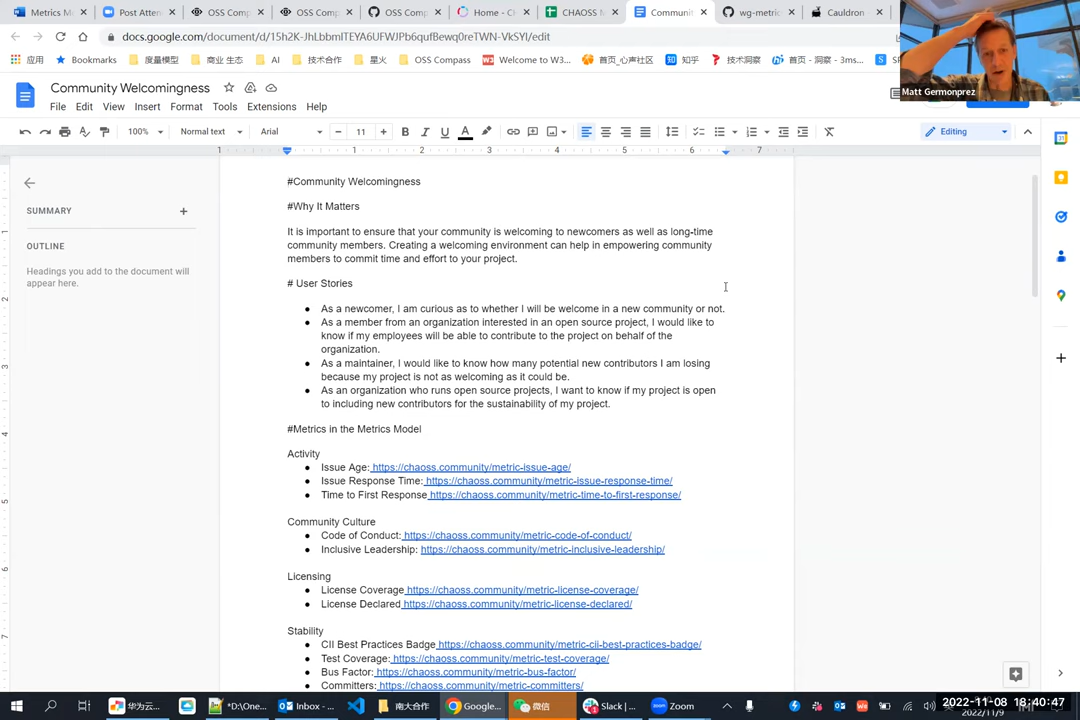 Metrics M
Post Atten
OSS Comp
OSS Comp
OSS Comp
Home - CH
CHAOSS M
Communit
wg-metric
Cauldron
docs.google.com/document/d/15h2K-JhLbbmITEYA6UFWJPb6qufBewq0reTWN-VkSYI/edit
应用
Bookmarks
度量模型
商业 生态
AI
技术合作
星火
OSS Compass
Welcome to W3...
首页_心声社区
知乎
技术洞察
首页 - 洞察 - 3ms...
Matt Germonprez
Community Welcomingness
File Edit View Insert Format Tools Extensions Help
100% Normal text Arial 11 Editing
1 1 2 3 4 5 6 7
SUMMARY
OUTLINE
Headings you add to the document will
appear here.
#Community Welcomingness
#Why It Matters
It is important to ensure that your community is welcoming to newcomers as well as long-time
community members. Creating a welcoming environment can help in empowering community
members to commit time and effort to your project.
# User Stories
● As a newcomer, I am curious as to whether I will be welcome in a new community or not.
● As a member from an organization interested in an open source project, I would like to
know if my employees will be able to contribute to the project on behalf of the
organization.
● As a maintainer, I would like to know how many potential new contributors I am losing
because my project is not as welcoming as it could be.
● As an organization who runs open source projects, I want to know if my project is open
to including new contributors for the sustainability of my project.
#Metrics in the Metrics Model
Activity
● Issue Age: https://chaoss.community/metric-issue-age/
● Issue Response Time: https://chaoss.community/metric-issue-response-time/
● Time to First Response https://chaoss.community/metric-time-to-first-response/
Community Culture
● Code of Conduct: https://chaoss.community/metric-code-of-conduct/
● Inclusive Leadership: https://chaoss.community/metric-inclusive-leadership/
Licensing
● License Coverage https://chaoss.community/metric-license-coverage/
● License Declared https://chaoss.community/metric-license-declared/
Stability
● CII Best Practices Badge https://chaoss.community/metric-cii-best-practices-badge/
● Test Coverage: https://chaoss.community/metric-test-coverage/
● Bus Factor: https://chaoss.community/metric-bus-factor/
● Committers: https://chaoss.community/metric-committers/
华为云...
*D:\One...
Inbox - ...
南大合作
Google...
微信
Slack | ...
Zoom
2022-11-08 18:40:47
2022/11/9